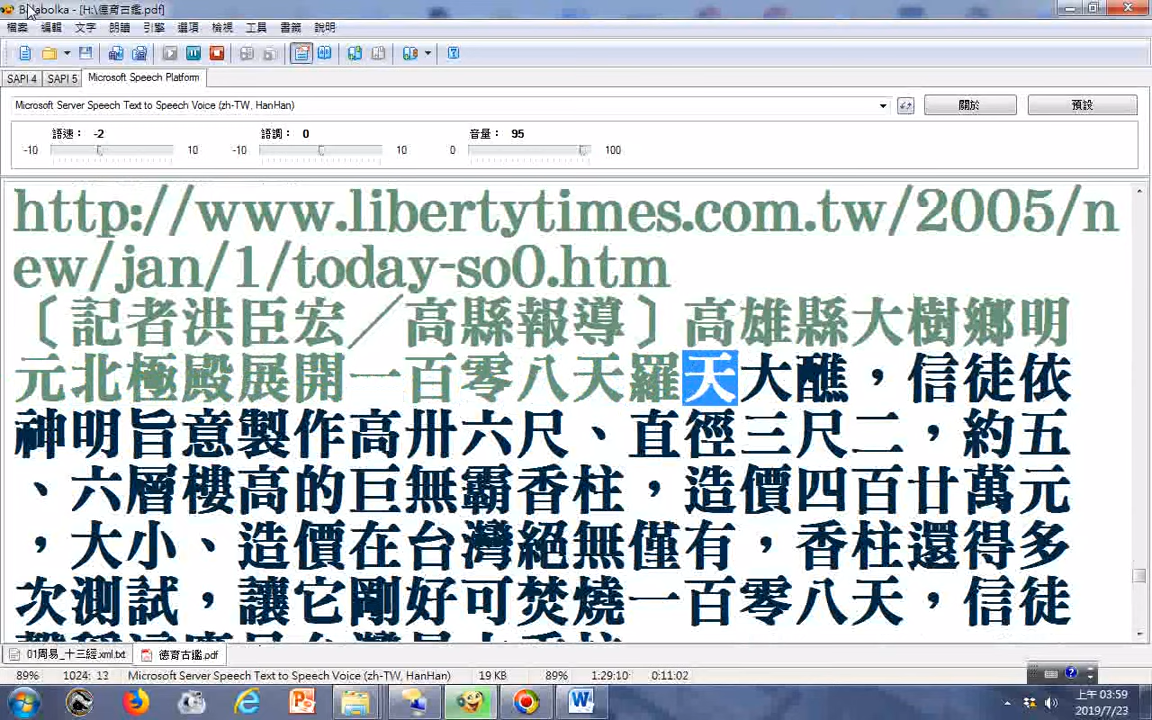 Balabolka - [H:\德育古鑑.pdf]
檔案 編輯 文字 朗讀 引擎 選項 檢視 工具 書籤 說明
SAPI 4 SAPI 5 Microsoft Speech Platform
Microsoft Server Speech Text to Speech Voice (zh-TW, HanHan) 關於 預設
語速： -2 語調： 0 音量： 95
-10 10 -10 10 0 100
http://www.libertytimes.com.tw/2005/n
ew/jan/1/today-so0.htm
〔記者洪臣宏／高縣報導〕高雄縣大樹鄉明
元北極殿展開一百零八天羅天大醮，信徒依
神明旨意製作高卅六尺、直徑三尺二，約五
、六層樓高的巨無霸香柱，造價四百廿萬元
，大小、造價在台灣絕無僅有，香柱還得多
次測試，讓它剛好可焚燒一百零八天，信徒
01周易_十三經.xml.txt 德育古鑑.pdf
89% 1024: 13 Microsoft Server Speech Text to Speech Voice (zh-TW, HanHan) 19 KB 89% 1:29:10 0:11:02
上午 03:59
2019/7/23